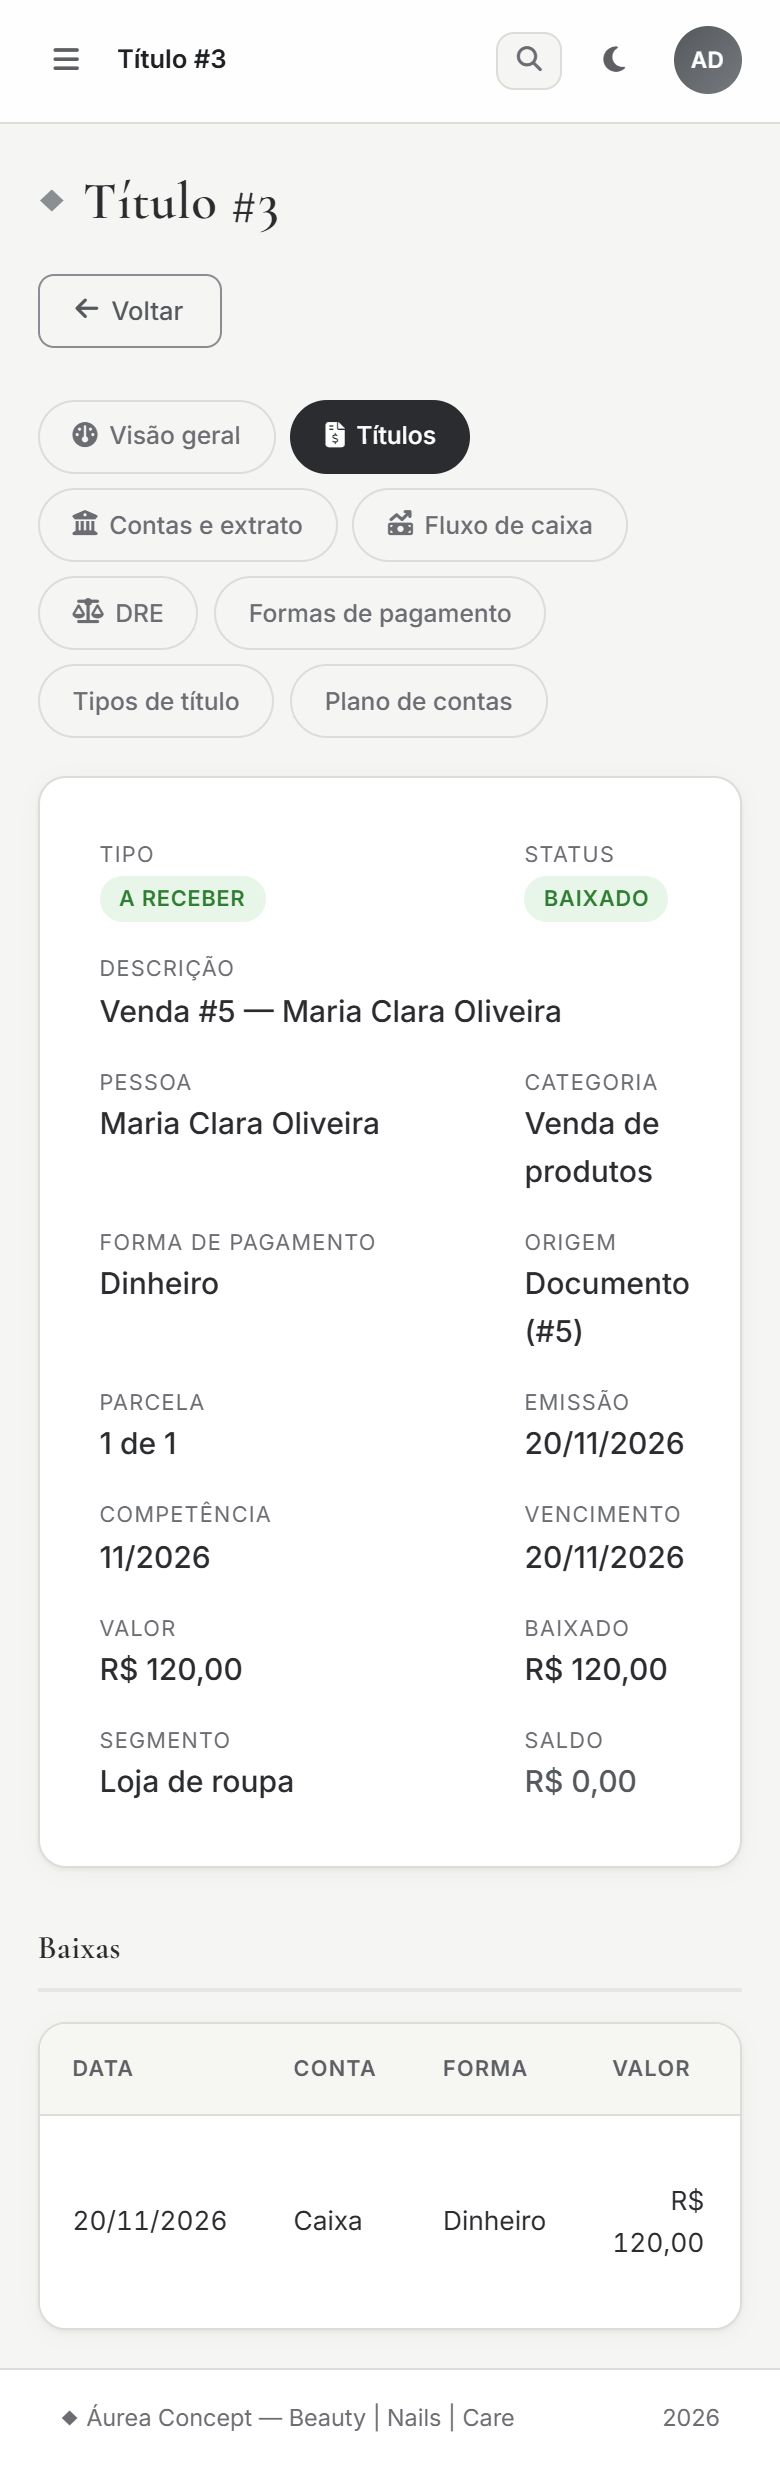 Título #3
AD
Título #3
Voltar
Visão geral
Títulos
Contas e extrato
Fluxo de caixa
DRE
Formas de pagamento
Tipos de título
Plano de contas
TIPO
STATUS
A RECEBER
BAIXADO
DESCRIÇÃO
Venda #5 — Maria Clara Oliveira
PESSOA
CATEGORIA
Maria Clara Oliveira
Venda de
produtos
FORMA DE PAGAMENTO
ORIGEM
Dinheiro
Documento
(#5)
PARCELA
EMISSÃO
1 de 1
20/11/2026
COMPETÊNCIA
VENCIMENTO
11/2026
20/11/2026
VALOR
BAIXADO
R$ 120,00
R$ 120,00
SEGMENTO
SALDO
Loja de roupa
R$ 0,00
Baixas
DATA CONTA FORMA VALOR
20/11/2026 Caixa Dinheiro R$
120,00
Áurea Concept — Beauty | Nails | Care 2026